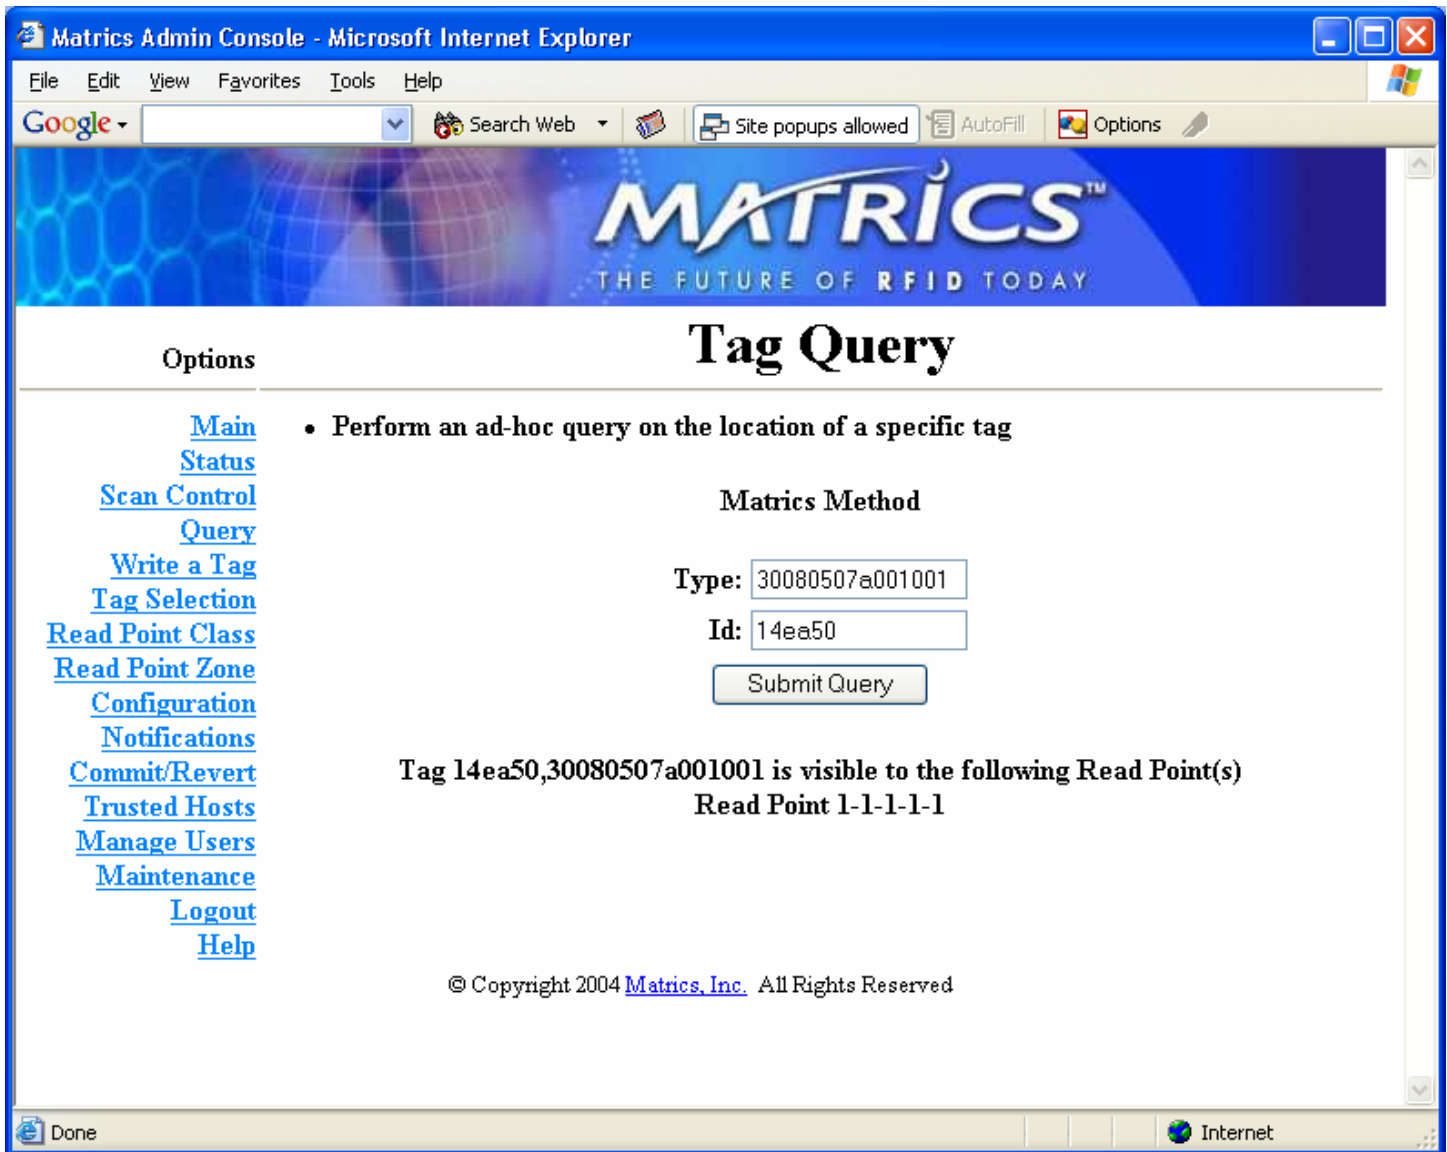 Matrics Admin Console - Microsoft Internet Explorer
File Edit View Favorites Tools Help
Google Search Web Site popups allowed AutoFill Options
MATRICS™
THE FUTURE OF RFID TODAY
Options
Tag Query
Main
Status
Scan Control
Query
Write a Tag
Tag Selection
Read Point Class
Read Point Zone
Configuration
Notifications
Commit/Revert
Trusted Hosts
Manage Users
Maintenance
Logout
Help
• Perform an ad-hoc query on the location of a specific tag
Matrics Method
Type: 30080507a001001
Id: 14ea50
Submit Query
Tag 14ea50,30080507a001001 is visible to the following Read Point(s)
Read Point 1-1-1-1-1
© Copyright 2004 Matrics, Inc. All Rights Reserved
Done Internet